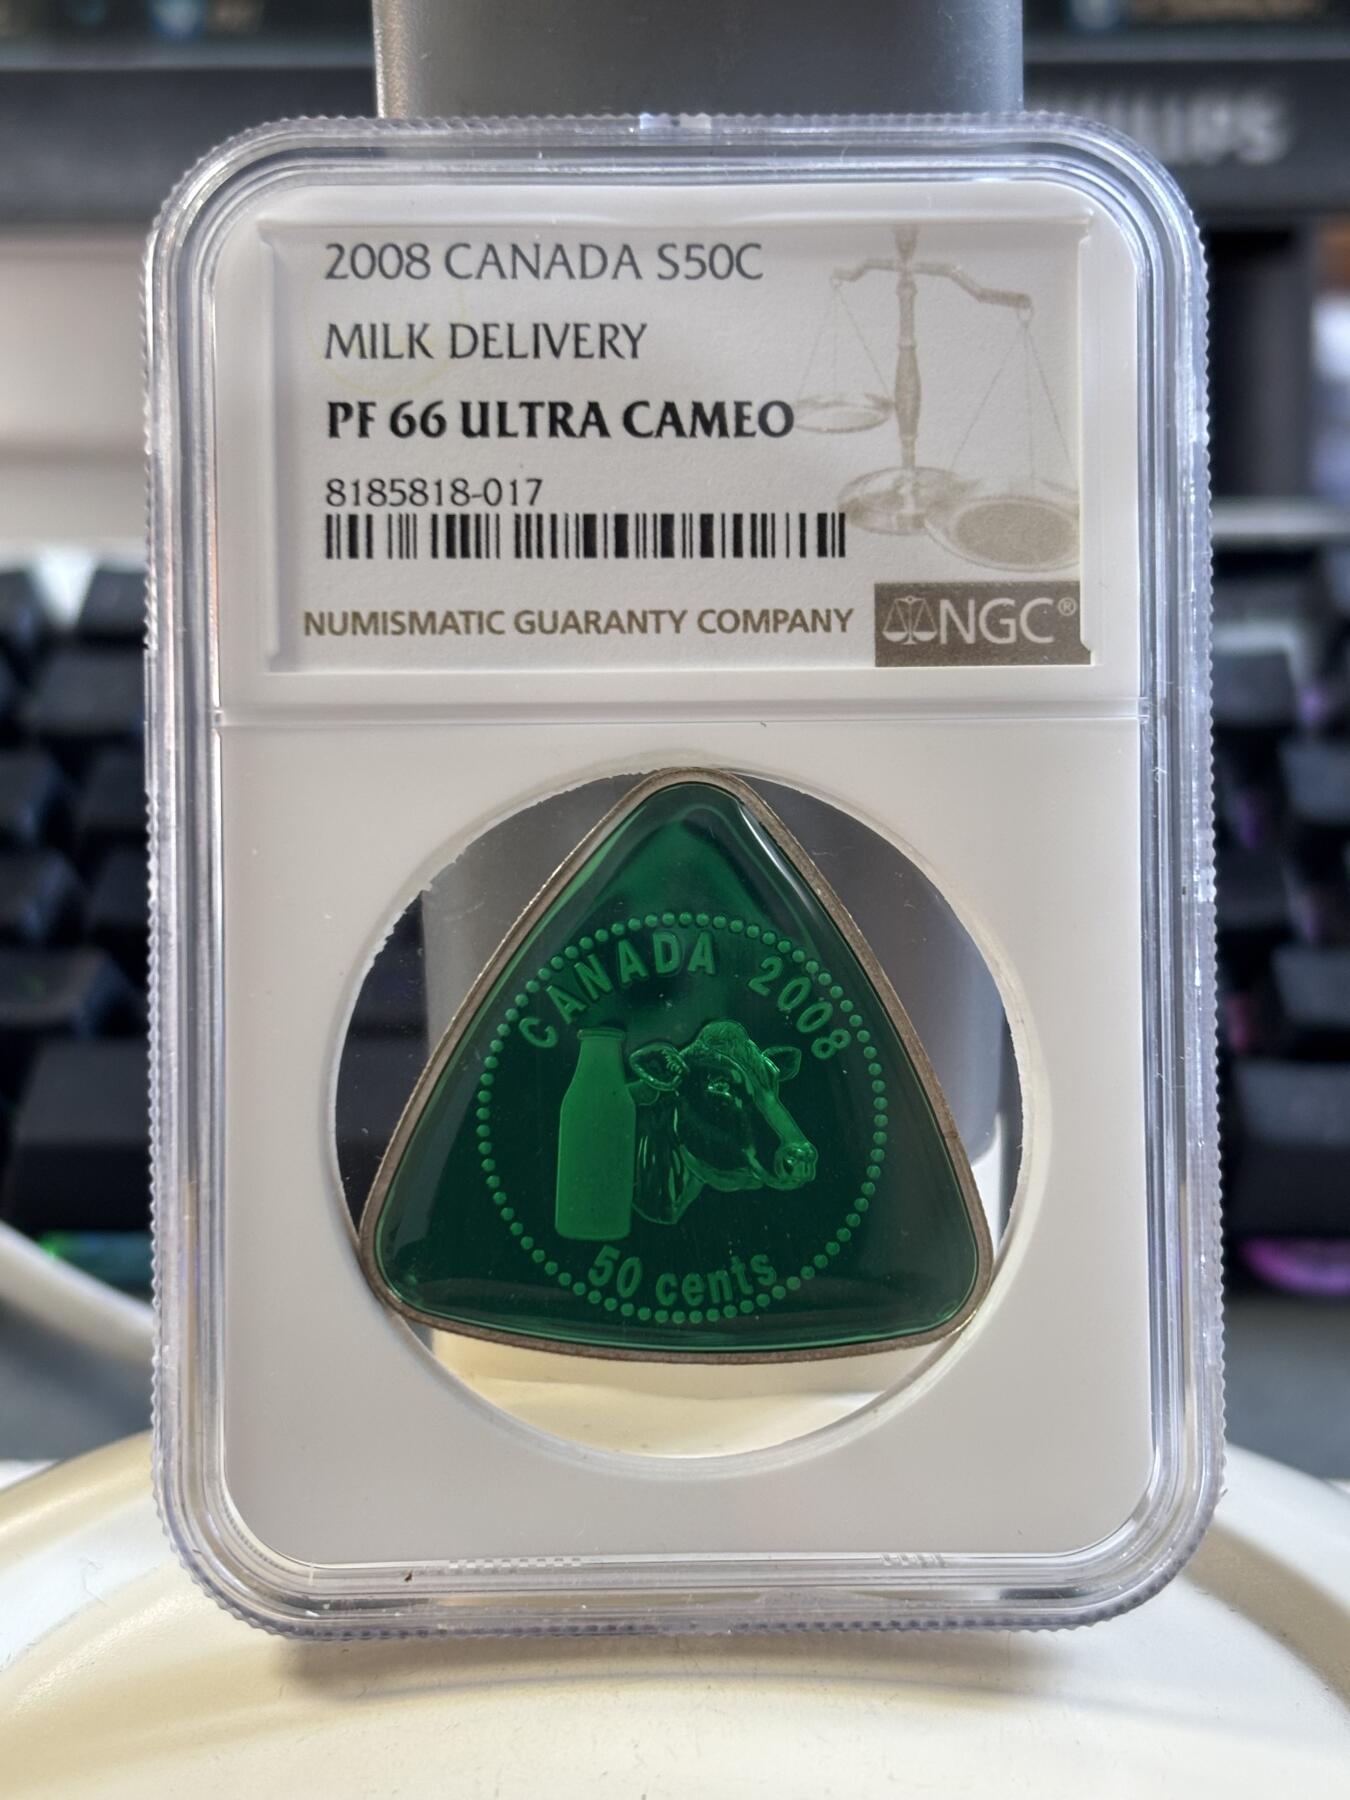 PHILIPS
2008 CANADA S50C
MILK DELIVERY
PF 66 ULTRA CAMEO
8185818-017
NUMISMATIC GUARANTY COMPANY
NGC®
CANADA 2008
50 cents